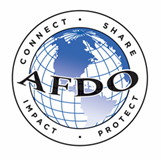 CONNECT • SHARE
AFDO
IMPACT • PROTECT